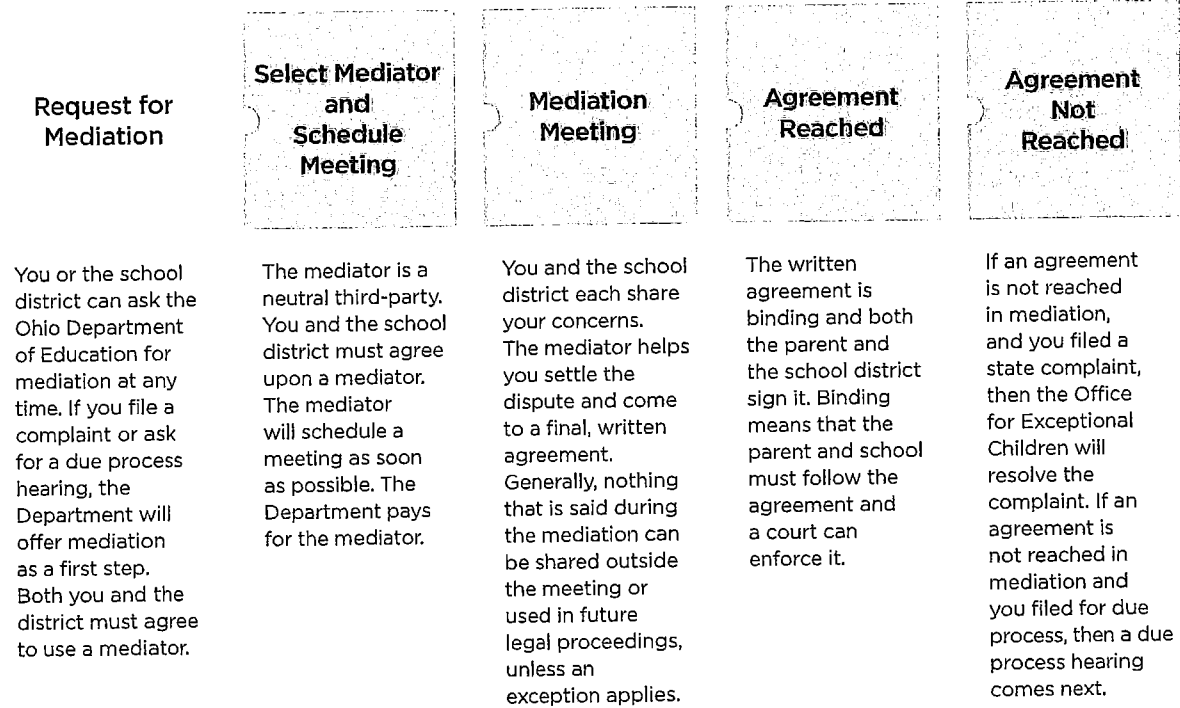 Request for
Mediation
Select Mediator
and
Schedule
Meeting
Mediation
Meeting
Agreement
Reached
Agreement
Not
Reached
You or the school
district can ask the
Ohio Department
of Education for
mediation at any
time. If you file a
complaint or ask
for a due process
hearing, the
Department will
offer mediation
as a first step.
Both you and the
district must agree
to use a mediator.
The mediator is a
neutral third-party.
You and the school
district must agree
upon a mediator.
The mediator
will schedule a
meeting as soon
as possible. The
Department pays
for the mediator.
You and the school
district each share
your concerns.
The mediator helps
you settle the
dispute and come
to a final, written
agreement.
Generally, nothing
that is said during
the mediation can
be shared outside
the meeting or
used in future
legal proceedings,
unless an
exception applies.
The written
agreement is
binding and both
the parent and
the school district
sign it. Binding
means that the
parent and school
must follow the
agreement and
a court can
enforce it.
If an agreement
is not reached
in mediation,
and you filed a
state complaint,
then the Office
for Exceptional
Children will
resolve the
complaint. If an
agreement is
not reached in
mediation and
you filed for due
process, then a due
process hearing
comes next.